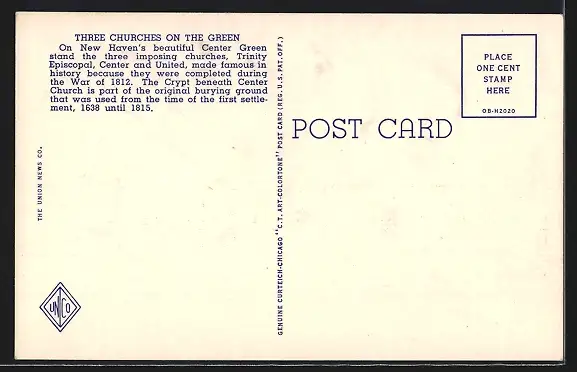 THREE CHURCHES ON THE GREEN
On New Haven's beautiful Center Green
stand the three imposing churches, Trinity
Episcopal, Center and United, made famous in
history because they were completed during
the War of 1812. The Crypt beneath Center
Church is part of the original burying ground
that was used from the time of the first settle-
ment, 1638 until 1815.
THE UNION NEWS CO.
UNCO
GENUINE CURTEICH-CHICAGO "C.T. ART-COLORTONE" POST CARD (REG. U.S. PAT. OFF.)
POST CARD
PLACE
ONE CENT
STAMP
HERE
OB-H2020